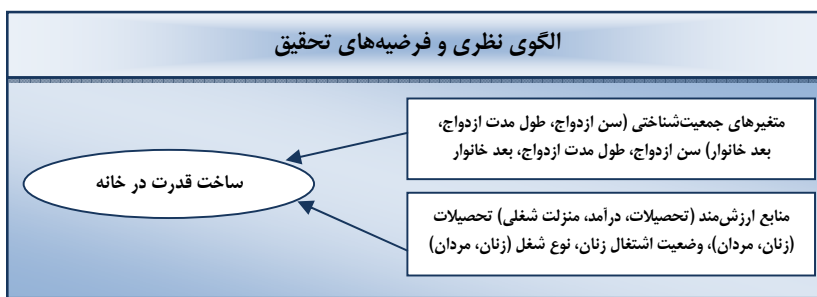 الگوی نظری و فرضیه‌های تحقیق
متغیرهای جمعیت‌شناختی (سن ازدواج، طول مدت ازدواج،
بعد خانوار) سن ازدواج، طول مدت ازدواج، بعد خانوار
ساخت قدرت در خانه
منابع ارزش‌مند (تحصیلات، درآمد، منزلت شغلی) تحصیلات
(زنان، مردان)، وضعیت اشتغال زنان، نوع شغل (زنان، مردان)